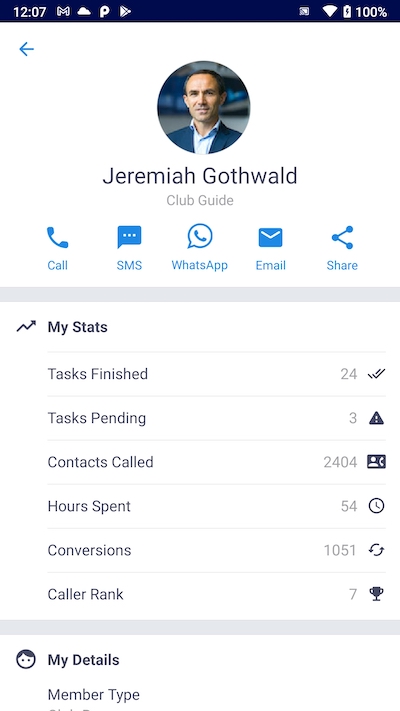 12:07
100%
Jeremiah Gothwald
Club Guide
Call SMS WhatsApp Email Share
My Stats
Tasks Finished 24
Tasks Pending 3
Contacts Called 2404
Hours Spent 54
Conversions 1051
Caller Rank 7
My Details
Member Type